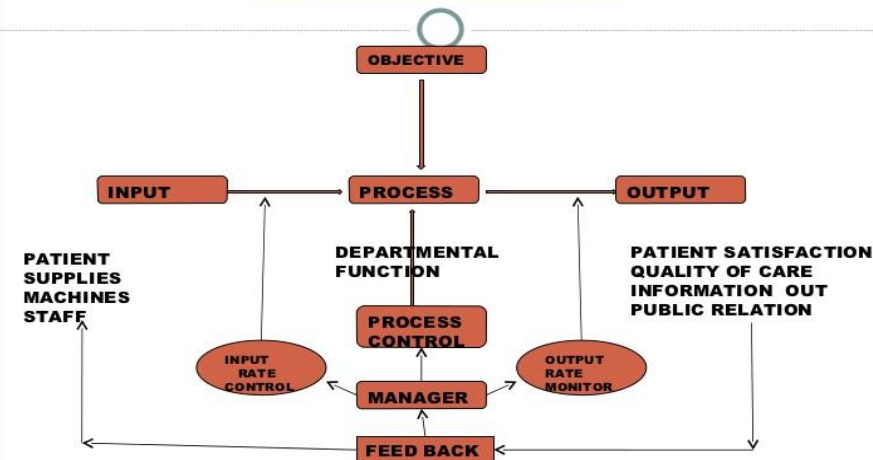 OBJECTIVE
INPUT
PROCESS
OUTPUT
PATIENT
SUPPLIES
MACHINES
STAFF
DEPARTMENTAL
FUNCTION
PATIENT SATISFACTION
QUALITY OF CARE
INFORMATION OUT
PUBLIC RELATION
PROCESS
CONTROL
INPUT
RATE
CONTROL
OUTPUT
RATE
MONITOR
MANAGER
FEED BACK